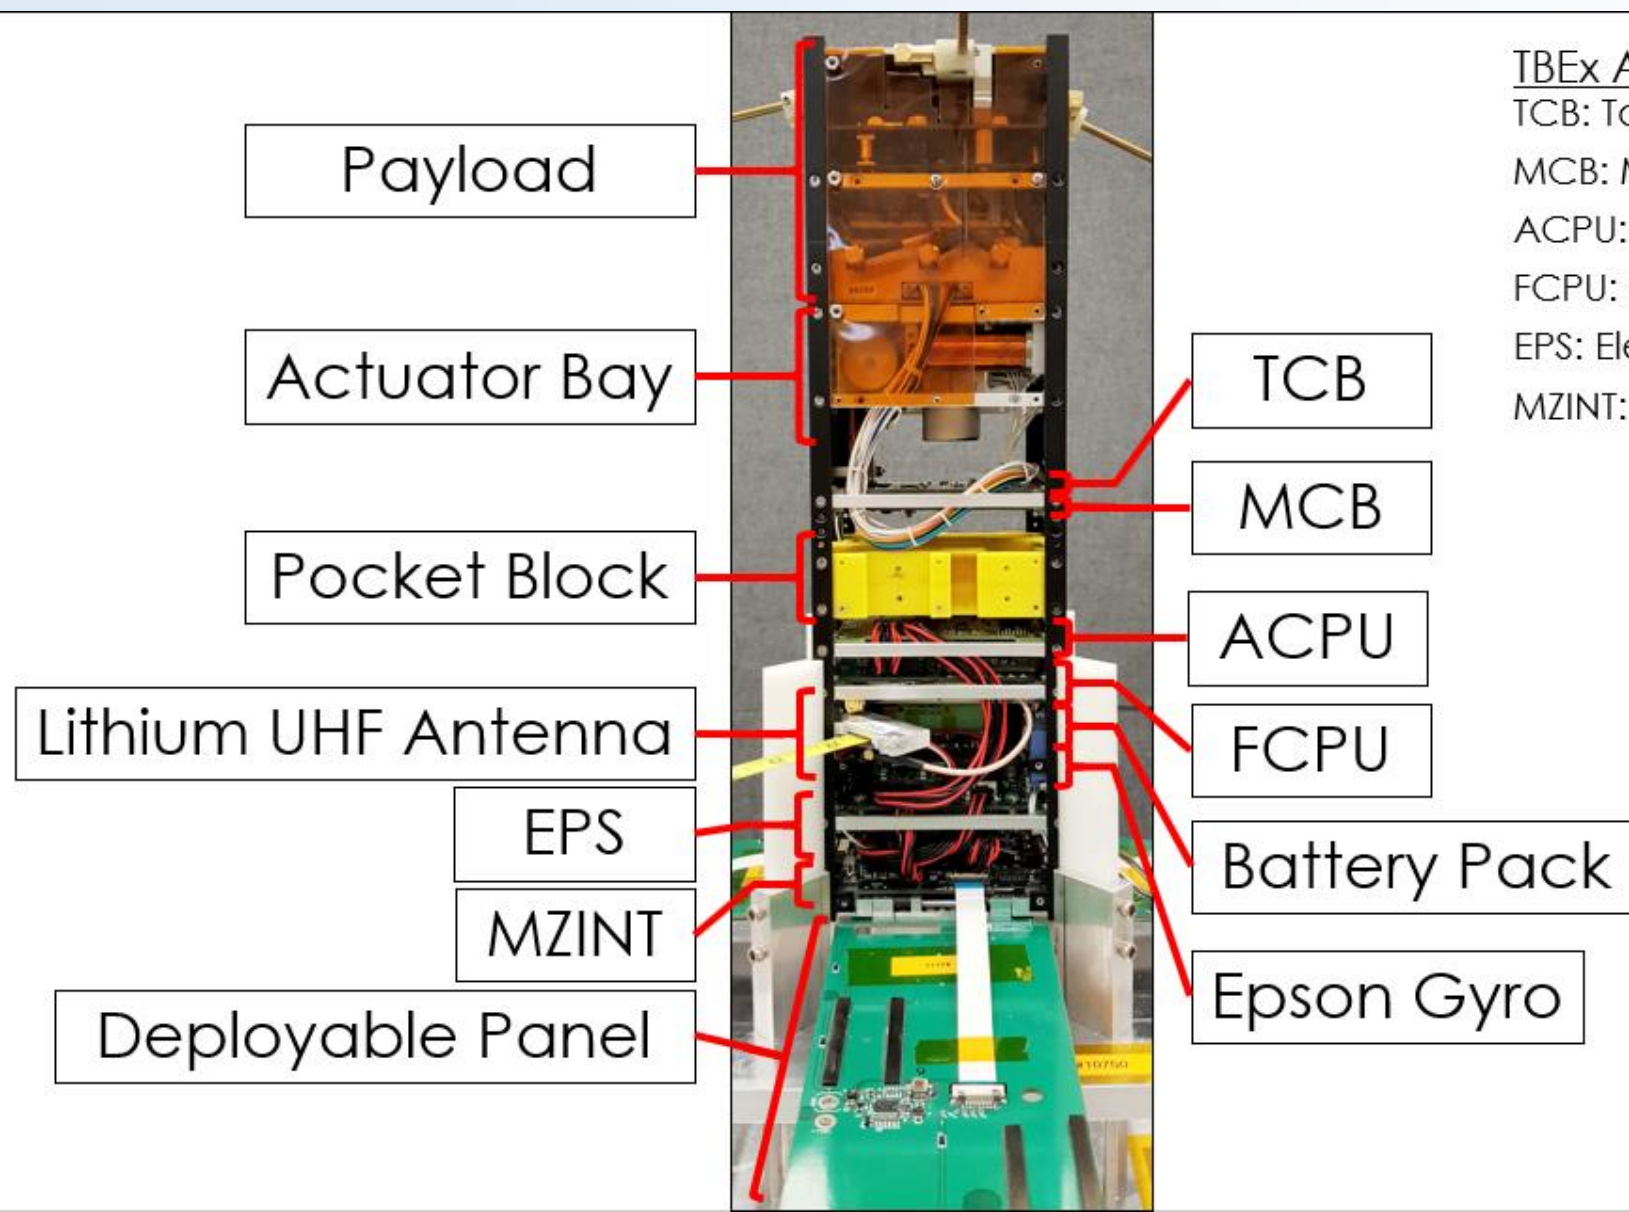 Payload
Actuator Bay
Pocket Block
Lithium UHF Antenna
EPS
MZINT
Deployable Panel
TCB
MCB
ACPU
FCPU
Battery Pack
Epson Gyro
TBEx
TCB:
MCB:
ACPU:
FCPU:
EPS:
MZINT: